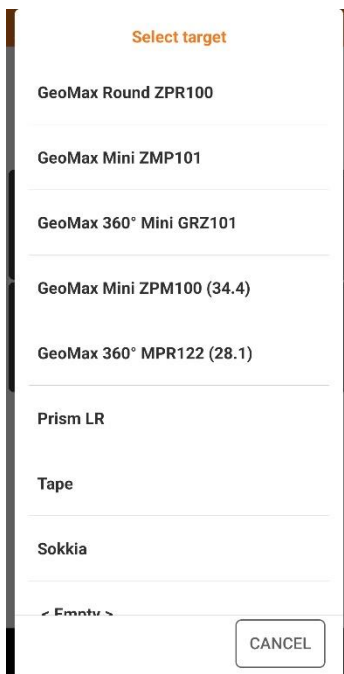 Select target
GeoMax Round ZPR100
GeoMax Mini ZMP101
GeoMax 360° Mini GRZ101
GeoMax Mini ZPM100 (34.4)
GeoMax 360° MPR122 (28.1)
Prism LR
Tape
Sokkia
< Empty >
CANCEL